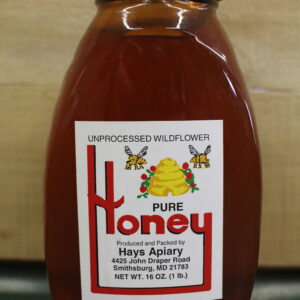 UNPROCESSED WILDFLOWER
PURE
Honey
Produced and Packed by
Hays Apiary
4425 John Draper Road
Smithsburg, MD 21783
NET WT. 16 OZ. (1 lb.)